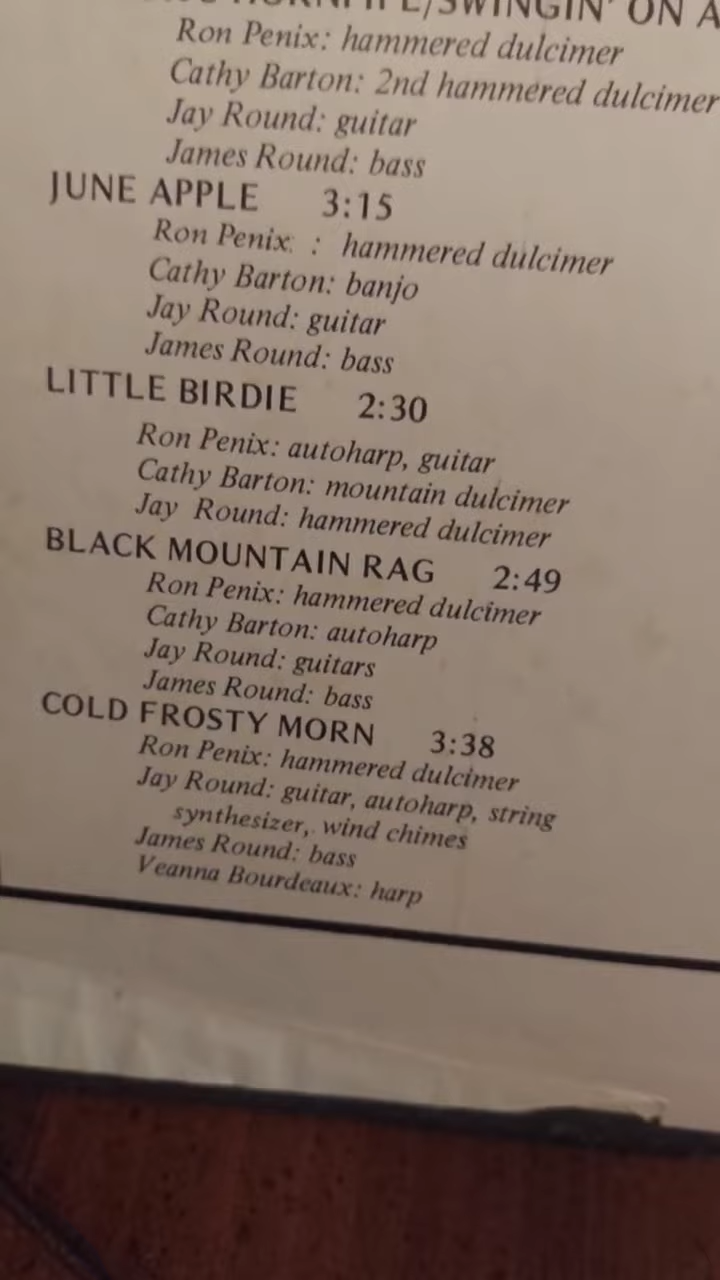 SWINGIN' ON A
Ron Penix: hammered dulcimer
Cathy Barton: 2nd hammered dulcimer
Jay Round: guitar
James Round: bass
JUNE APPLE 3:15
Ron Penix : hammered dulcimer
Cathy Barton: banjo
Jay Round: guitar
James Round: bass
LITTLE BIRDIE 2:30
Ron Penix: autoharp, guitar
Cathy Barton: mountain dulcimer
Jay Round: hammered dulcimer
BLACK MOUNTAIN RAG 2:49
Ron Penix: hammered dulcimer
Cathy Barton: autoharp
Jay Round: guitars
James Round: bass
COLD FROSTY MORN 3:38
Ron Penix: hammered dulcimer
Jay Round: guitar, autoharp, string
synthesizer, wind chimes
James Round: bass
Veanna Bourdeaux: harp